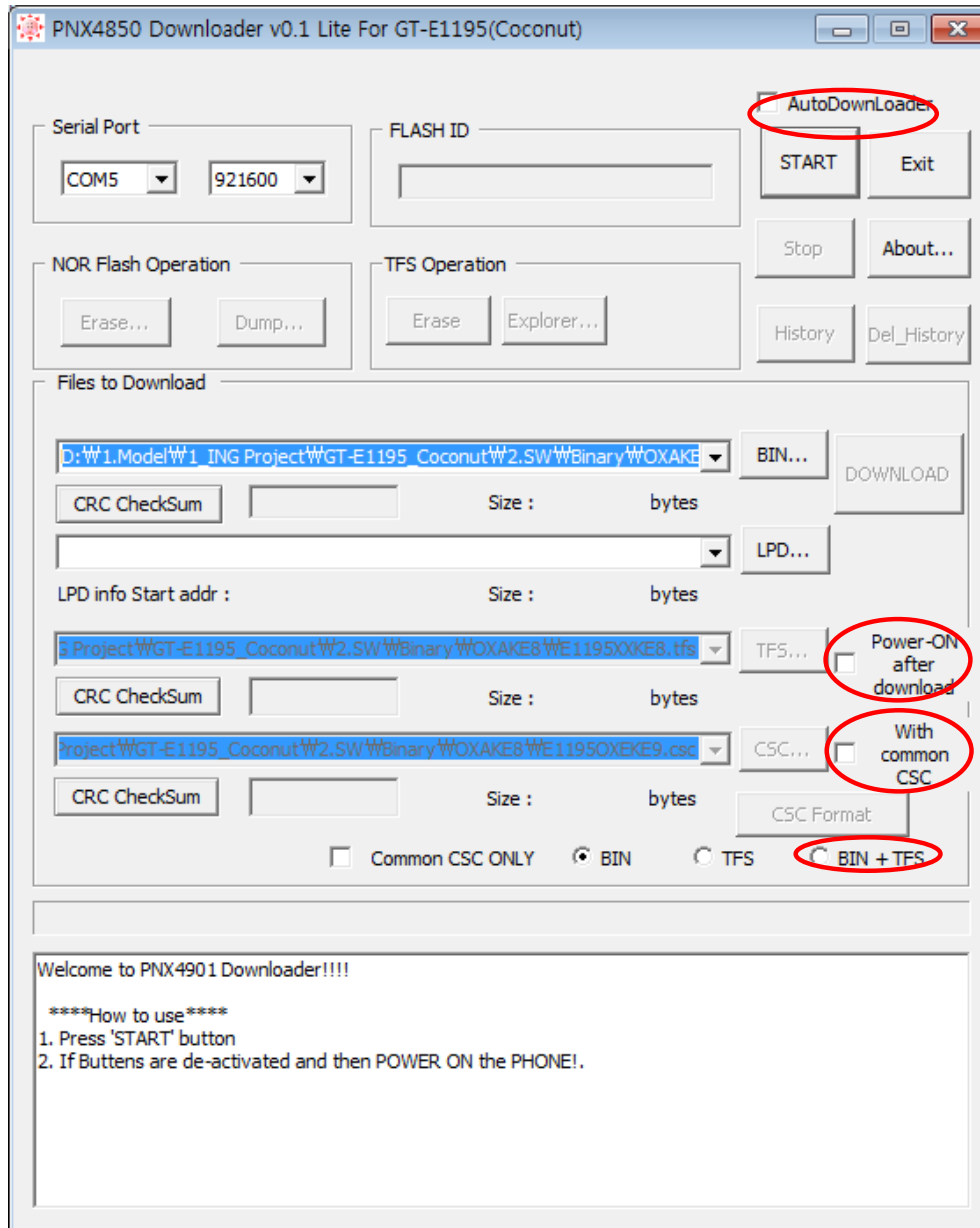 PNX4850 Downloader v0.1 Lite For GT-E1195(Coconut)
AutoDownLoader
Serial Port
FLASH ID
START
Exit
COM5
921600
Stop
About...
NOR Flash Operation
TFS Operation
Erase...
Dump...
Erase
Explorer...
History
Del_History
Files to Download
D:₩1.Model₩1_ING Project₩GT-E1195_Coconut₩2.SW₩Binary₩OXAKE
BIN...
DOWNLOAD
CRC CheckSum
Size :
bytes
LPD...
LPD info Start addr :
Size :
bytes
G Project₩GT-E1195_Coconut₩2.SW₩Binary₩OXAKE8₩E1195XXKE8.tfs
TFS...
Power-ON
after
download
CRC CheckSum
Size :
bytes
Project₩GT-E1195_Coconut₩2.SW₩Binary₩OXAKE8₩E1195OXEKE9.csc
CSC...
With
common
CSC
CRC CheckSum
Size :
bytes
CSC Format
Common CSC ONLY
BIN
TFS
BIN + TFS
Welcome to PNX4901 Downloader!!!!
****How to use****
1. Press 'START' button
2. If Buttens are de-activated and then POWER ON the PHONE!.